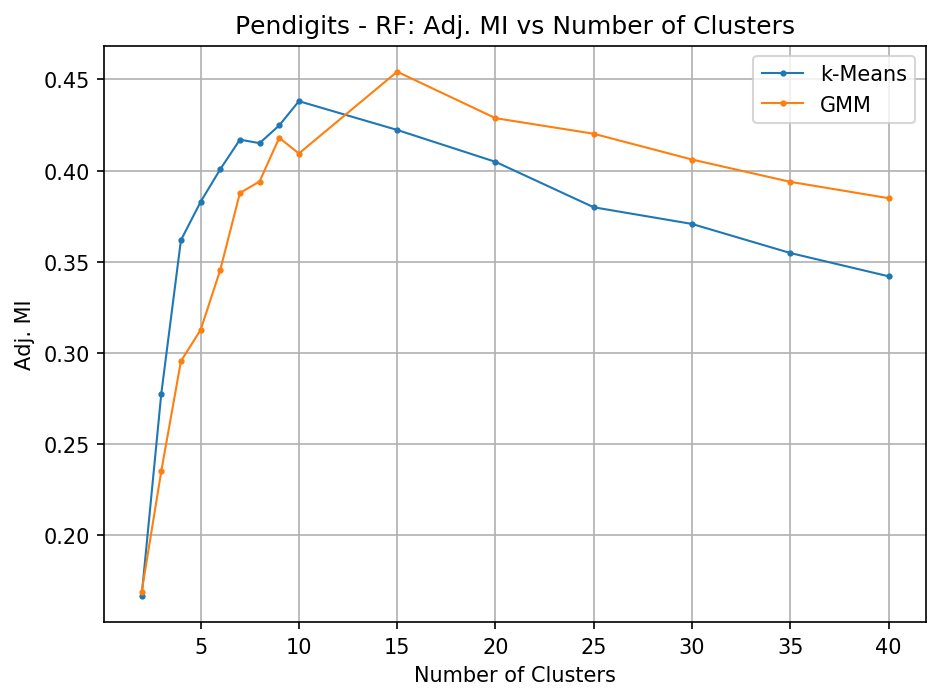 Pendigits - RF: Adj. MI vs Number of Clusters
k-Means
GMM
Adj. MI
0.45
0.40
0.35
0.30
0.25
0.20
5 10 15 20 25 30 35 40
Number of Clusters